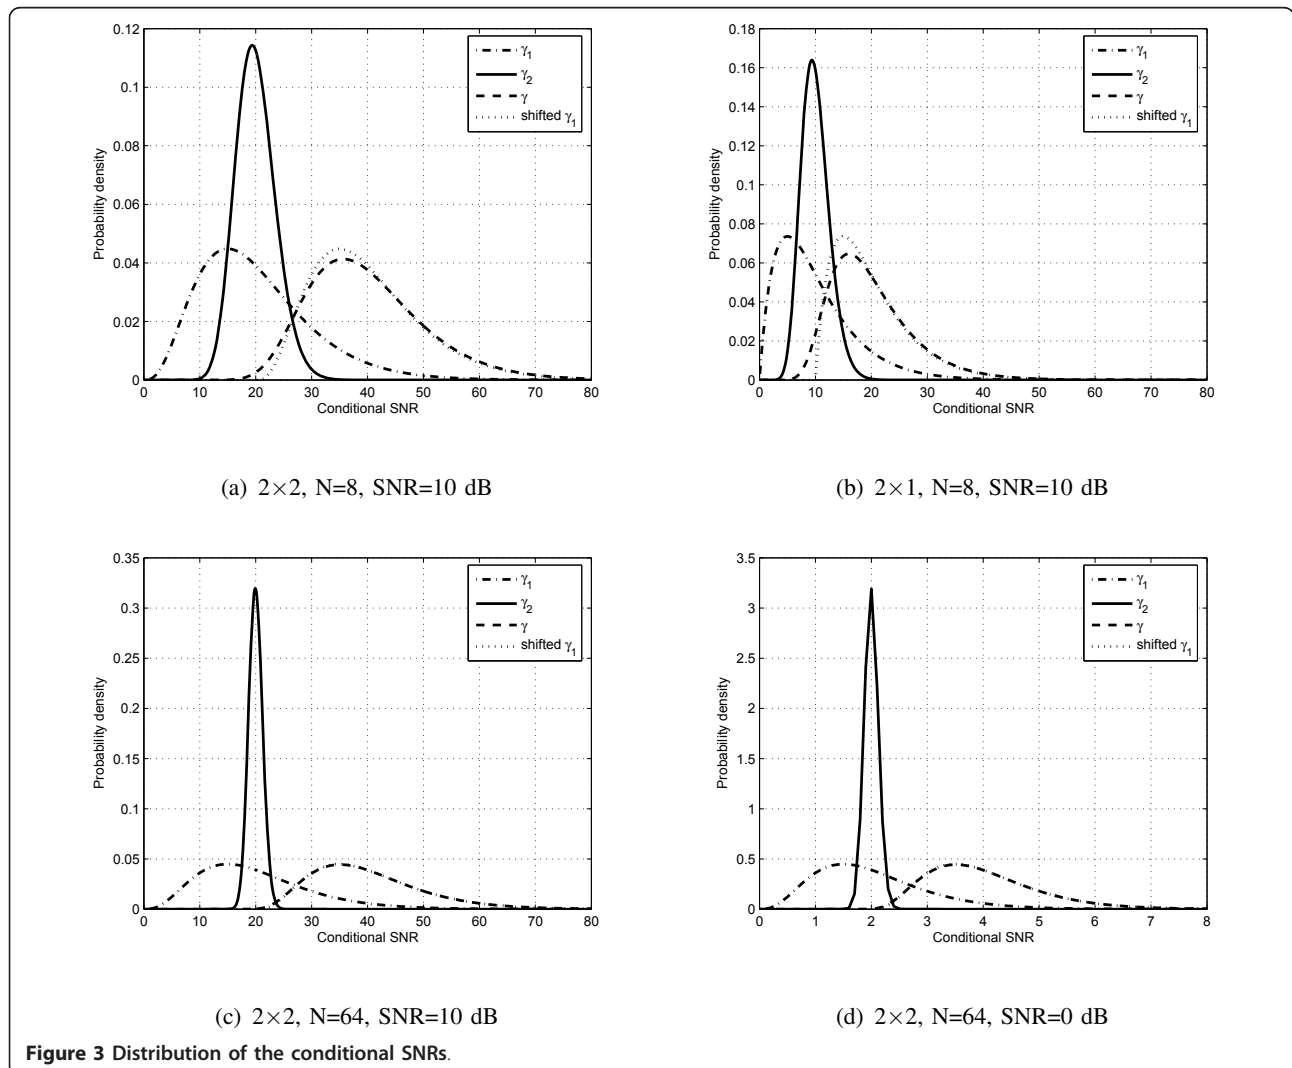 0.12
0.1
0.08
0.06
0.04
0.02
0
0 10 20 30 40 50 60 70 80
Probability density
Conditional SNR
γ1
γ2
γ
shifted γ1
(a) 2×2, N=8, SNR=10 dB
0.18
0.16
0.14
0.12
0.1
0.08
0.06
0.04
0.02
0
0 10 20 30 40 50 60 70 80
Probability density
Conditional SNR
γ1
γ2
γ
shifted γ1
(b) 2×1, N=8, SNR=10 dB
0.35
0.3
0.25
0.2
0.15
0.1
0.05
0
0 10 20 30 40 50 60 70 80
Probability density
Conditional SNR
γ1
γ2
γ
shifted γ1
(c) 2×2, N=64, SNR=10 dB
3.5
3
2.5
2
1.5
1
0.5
0
0 1 2 3 4 5 6 7 8
Probability density
Conditional SNR
γ1
γ2
γ
shifted γ1
(d) 2×2, N=64, SNR=0 dB
Figure 3 Distribution of the conditional SNRs.